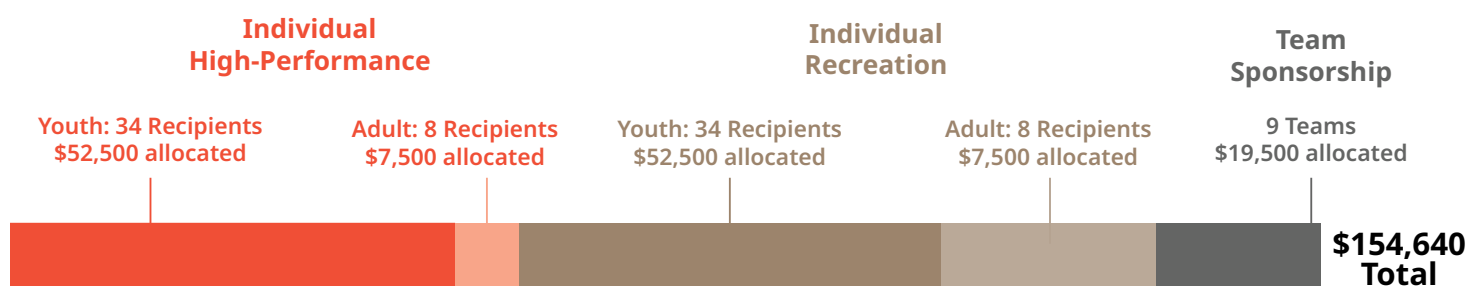 Individual
High-Performance
Youth: 34 Recipients
$52,500 allocated
Adult: 8 Recipients
$7,500 allocated
Individual
Recreation
Youth: 34 Recipients
$52,500 allocated
Adult: 8 Recipients
$7,500 allocated
Team
Sponsorship
9 Teams
$19,500 allocated
$154,640
Total